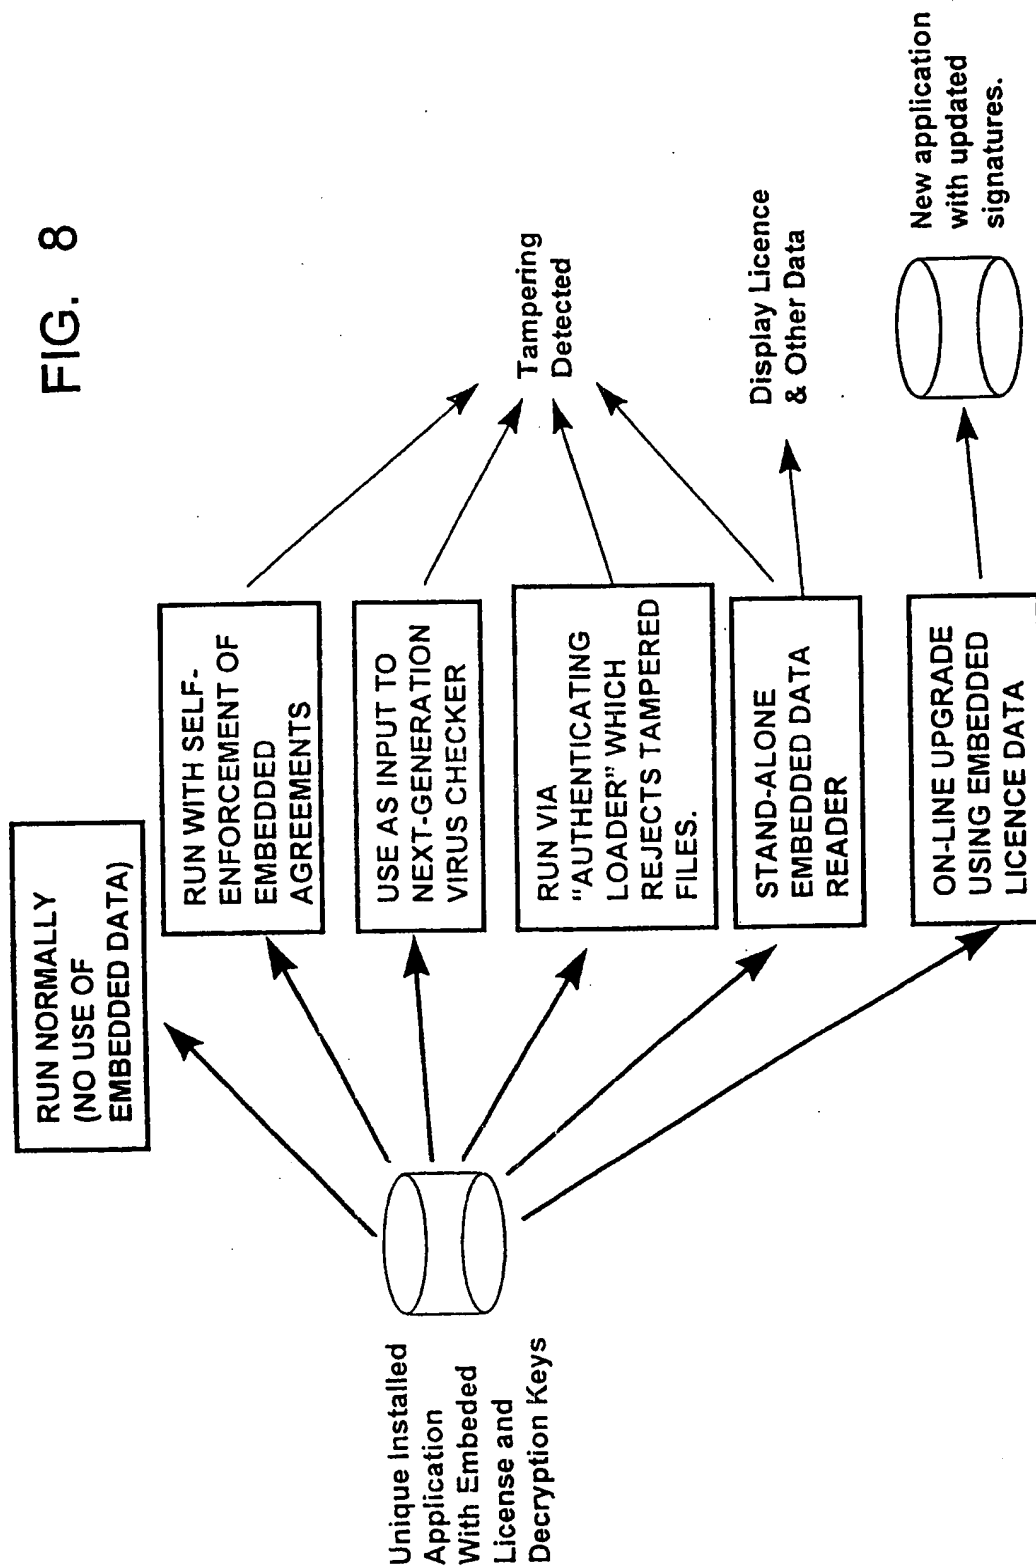 FIG. 8
Unique Installed
Application
With Embeded
License and
Decryption Keys
RUN NORMALLY
(NO USE OF
EMBEDDED DATA)
RUN WITH SELF-
ENFORCEMENT OF
EMBEDDED
AGREEMENTS
USE AS INPUT TO
NEXT-GENERATION
VIRUS CHECKER
RUN VIA
"AUTHENTICATING
LOADER" WHICH
REJECTS TAMPERED
FILES.
STAND-ALONE
EMBEDDED DATA
READER
ON-LINE UPGRADE
USING EMBEDDED
LICENCE DATA
Tampering
Detected
Display Licence
& Other Data
New application
with updated
signatures.